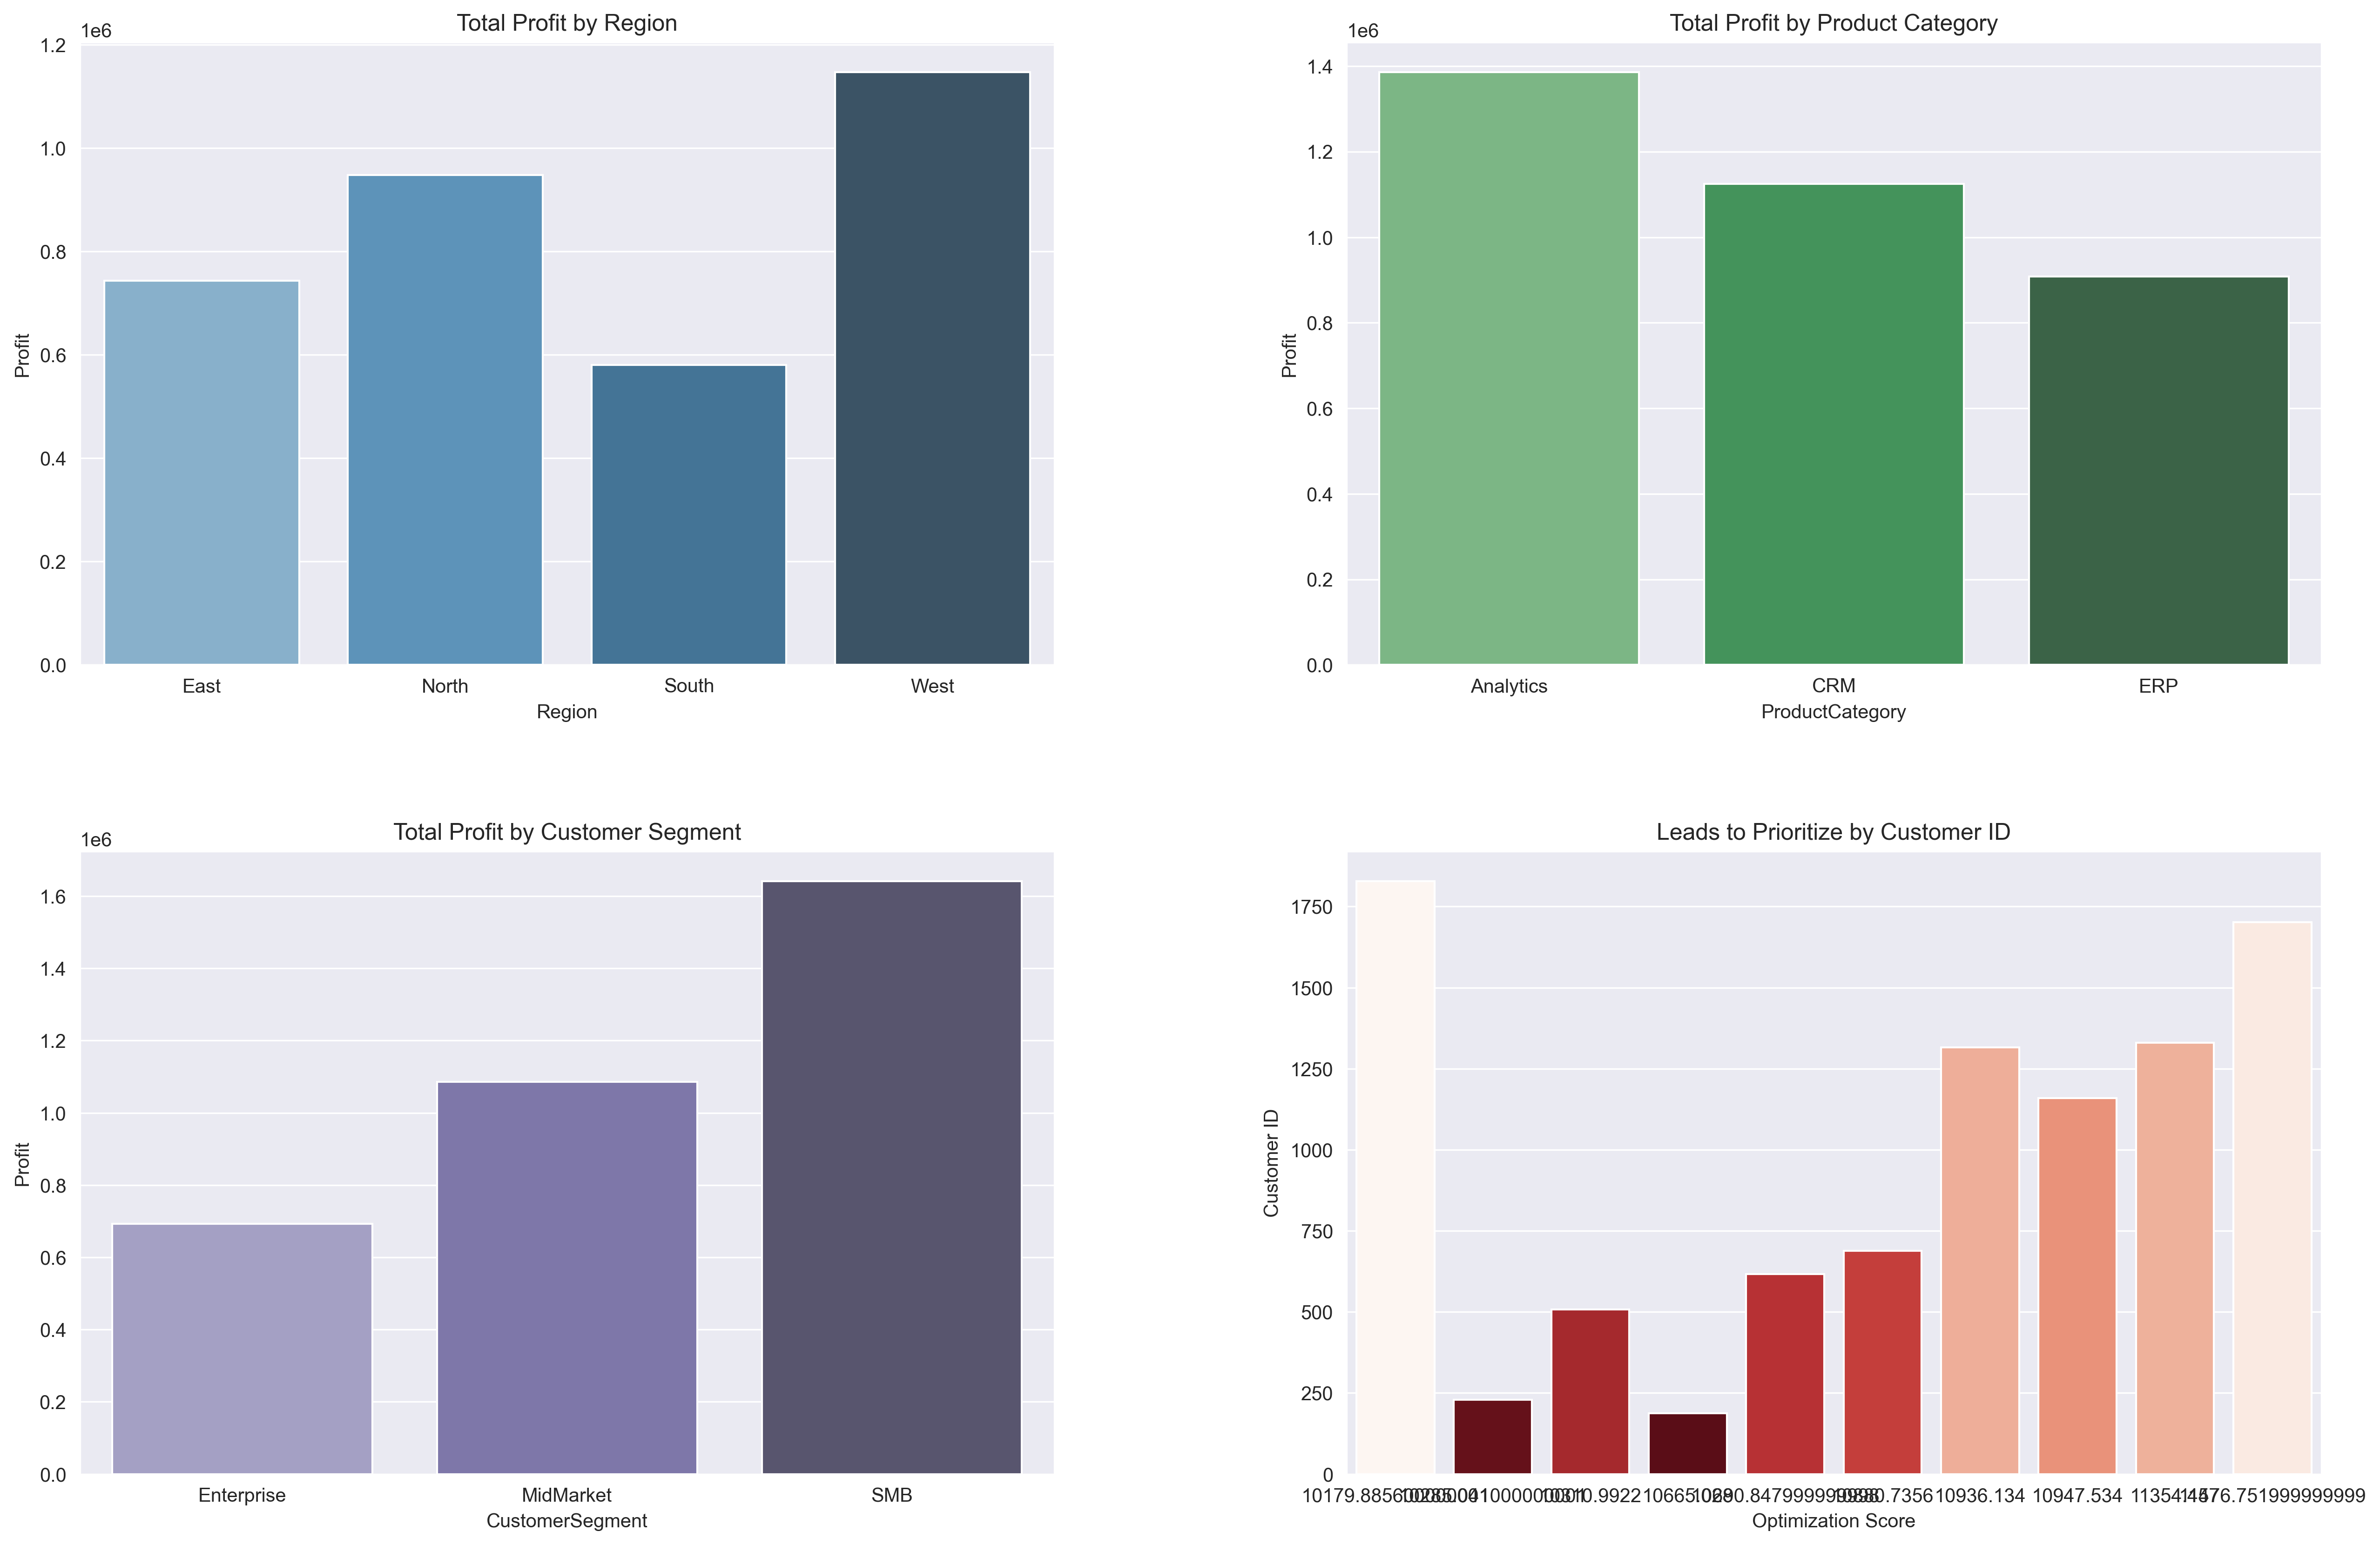 Total Profit by Region
1e6
1.2
1.0
0.8
0.6
0.4
0.2
0.0
Profit
East North South West
Region
Total Profit by Product Category
1e6
1.4
1.2
1.0
0.8
0.6
0.4
0.2
0.0
Profit
Analytics CRM ERP
ProductCategory
Total Profit by Customer Segment
1e6
1.6
1.4
1.2
1.0
0.8
0.6
0.4
0.2
0.0
Profit
Enterprise MidMarket SMB
CustomerSegment
Leads to Prioritize by Customer ID
1750
1500
1250
1000
750
500
250
0
Customer ID
10936.134 10947.534
Optimization Score